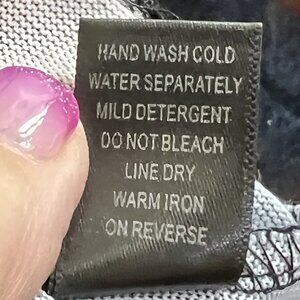 HAND WASH COLD
WATER SEPARATELY
MILD DETERGENT
DO NOT BLEACH
LINE DRY
WARM IRON
ON REVERSE